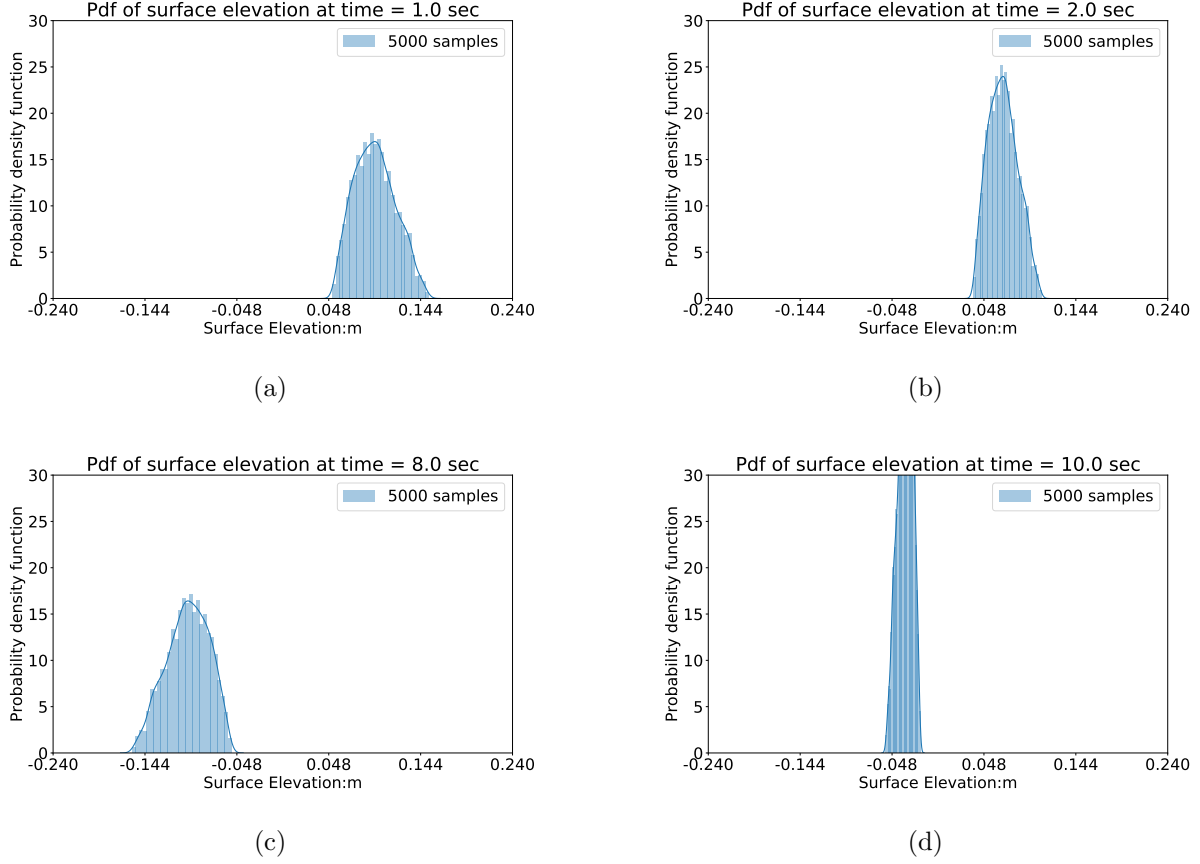 Pdf of surface elevation at time = 1.0 sec
30
25
20
15
10
5
0
Probability density function
5000 samples
-0.240 -0.144 -0.048 0.048 0.144 0.240
Surface Elevation:m
(a)
Pdf of surface elevation at time = 2.0 sec
30
25
20
15
10
5
0
Probability density function
5000 samples
-0.240 -0.144 -0.048 0.048 0.144 0.240
Surface Elevation:m
(b)
Pdf of surface elevation at time = 8.0 sec
30
25
20
15
10
5
0
Probability density function
5000 samples
-0.240 -0.144 -0.048 0.048 0.144 0.240
Surface Elevation:m
(c)
Pdf of surface elevation at time = 10.0 sec
30
25
20
15
10
5
0
Probability density function
5000 samples
-0.240 -0.144 -0.048 0.048 0.144 0.240
Surface Elevation:m
(d)